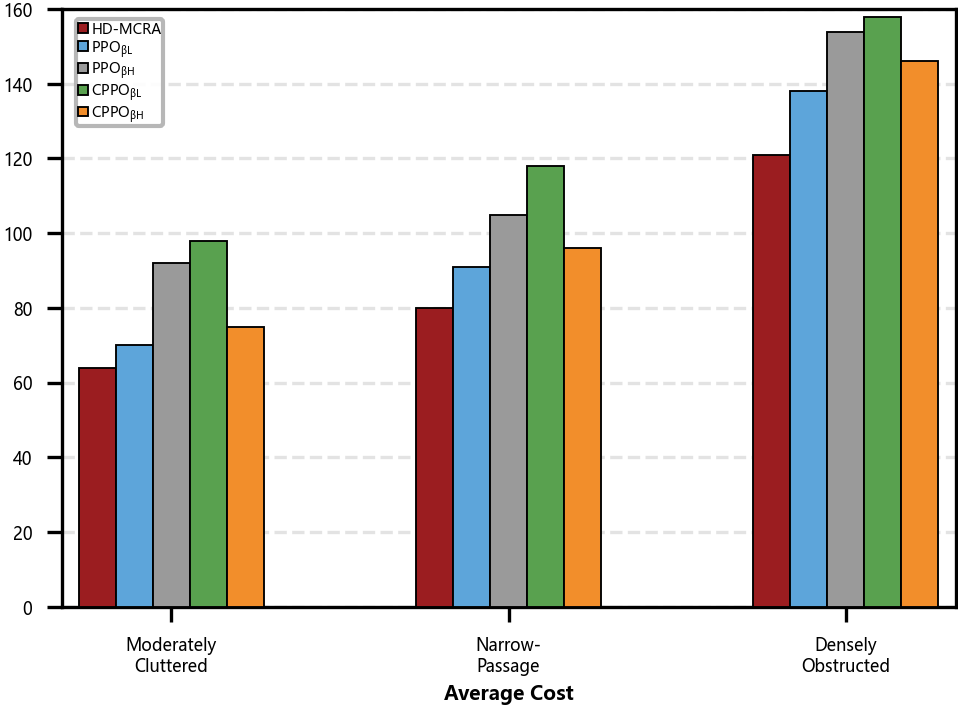 160
140
120
100
80
60
40
20
0
HD-MCRA
PPOβL
PPOβH
CPPOβL
CPPOβH
Moderately
Cluttered
Narrow-
Passage
Densely
Obstructed
Average Cost